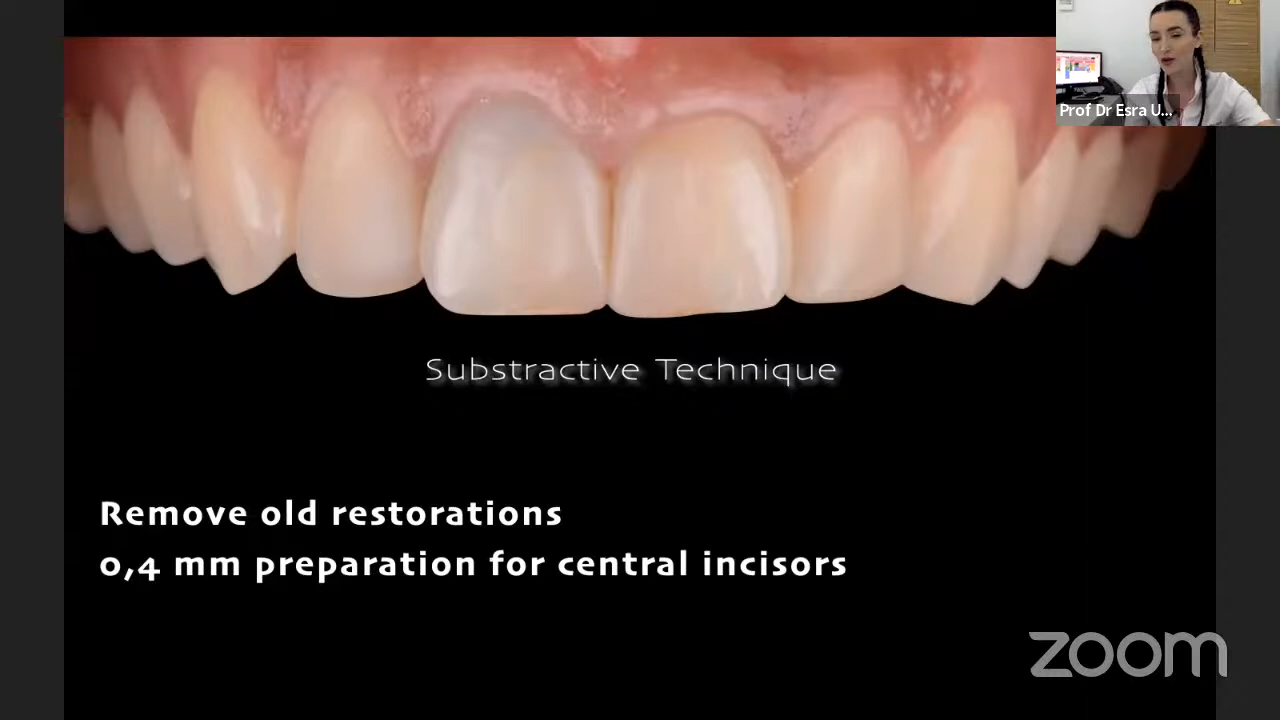 Prof Dr Esra U...
Substractive Technique
Remove old restorations
0,4 mm preparation for central incisors
zoom